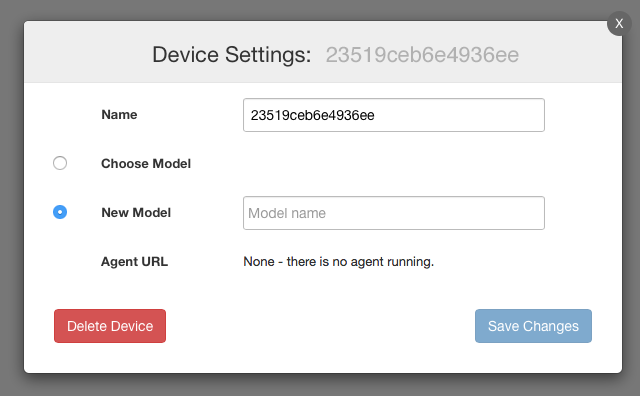 X
Device Settings: 23519ceb6e4936ee
Name 23519ceb6e4936ee
Choose Model
New Model Model name
Agent URL None - there is no agent running.
Delete Device Save Changes